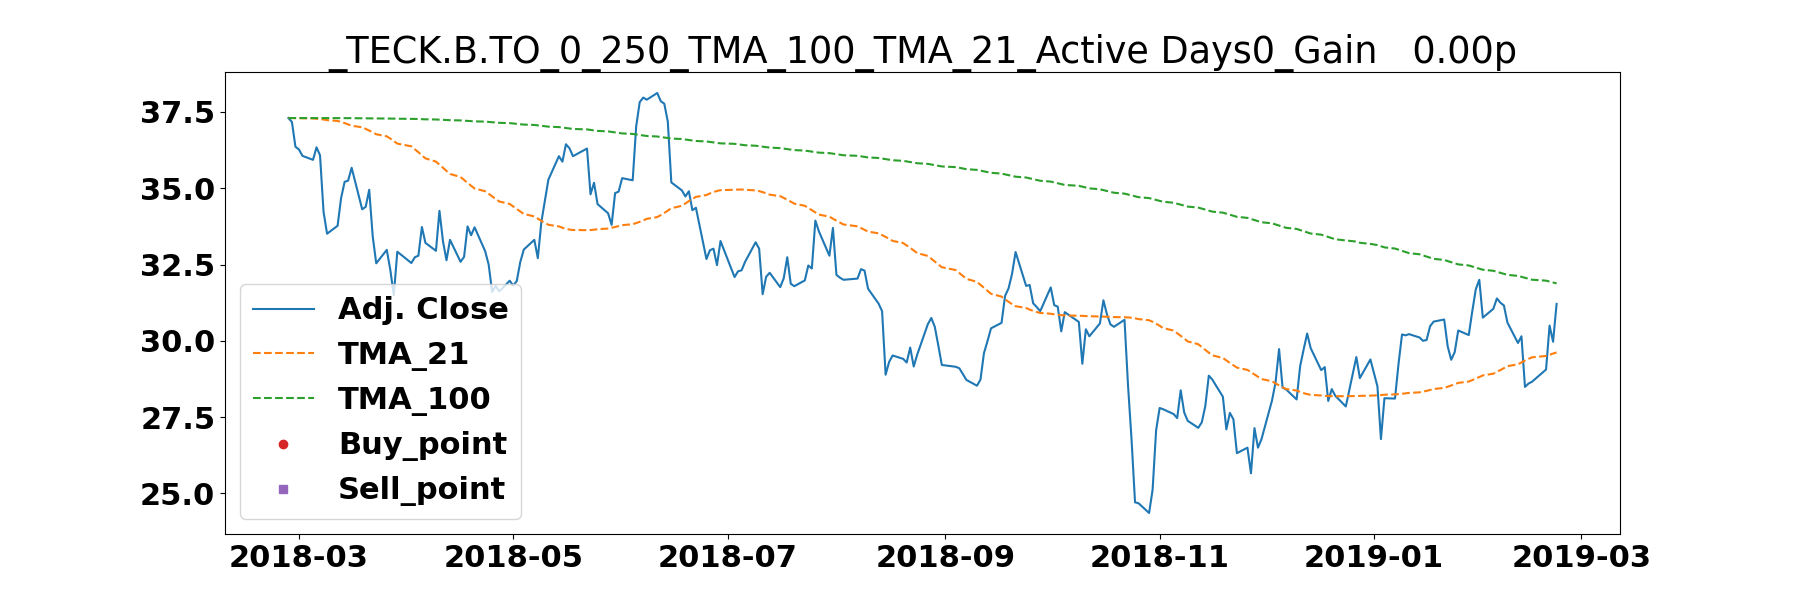 _TECK.B.TO_0_250_TMA_100_TMA_21_Active Days0_Gain   0.00p
37.5
35.0
32.5
30.0
27.5
25.0
Adj. Close
TMA_21
TMA_100
Buy_point
Sell_point
2018-03 2018-05 2018-07 2018-09 2018-11 2019-01 2019-03